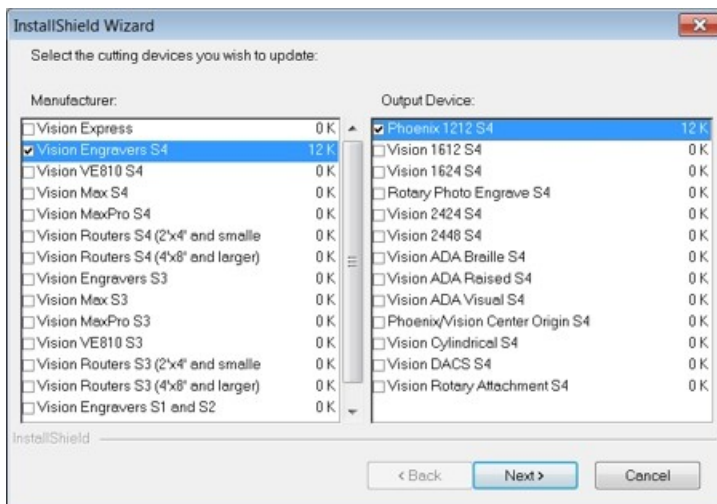 InstallShield Wizard
Select the cutting devices you wish to update:
Manufacturer:
Vision Express 0 K
Vision Engravers S4 12 K
Vision VE810 S4 0 K
Vision Max S4 0 K
Vision MaxPro S4 0 K
Vision Routers S4 (2'x4' and smalle 0 K
Vision Routers S4 (4'x8' and larger) 0 K
Vision Engravers S3 0 K
Vision Max S3 0 K
Vision MaxPro S3 0 K
Vision VE810 S3 0 K
Vision Routers S3 (2'x4' and smalle 0 K
Vision Routers S3 (4'x8' and larger) 0 K
Vision Engravers S1 and S2 0 K
Output Device:
Phoenix 1212 S4 12 K
Vision 1612 S4 0 K
Vision 1624 S4 0 K
Rotary Photo Engrave S4 0 K
Vision 2424 S4 0 K
Vision 2448 S4 0 K
Vision ADA Braille S4 0 K
Vision ADA Raised S4 0 K
Vision ADA Visual S4 0 K
Phoenix/Vision Center Origin S4 0 K
Vision Cylindrical S4 0 K
Vision DACS S4 0 K
Vision Rotary Attachment S4 0 K
InstallShield
< Back
Next >
Cancel